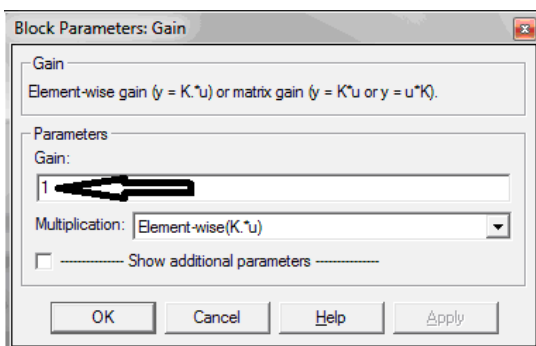 Block Parameters: Gain
Gain
Element-wise gain (y = K.*u) or matrix gain (y = K*u or y = u*K).
Parameters
Gain:
1
Multiplication: Element-wise(K.*u)
--------------- Show additional parameters ---------------
OK Cancel Help Apply